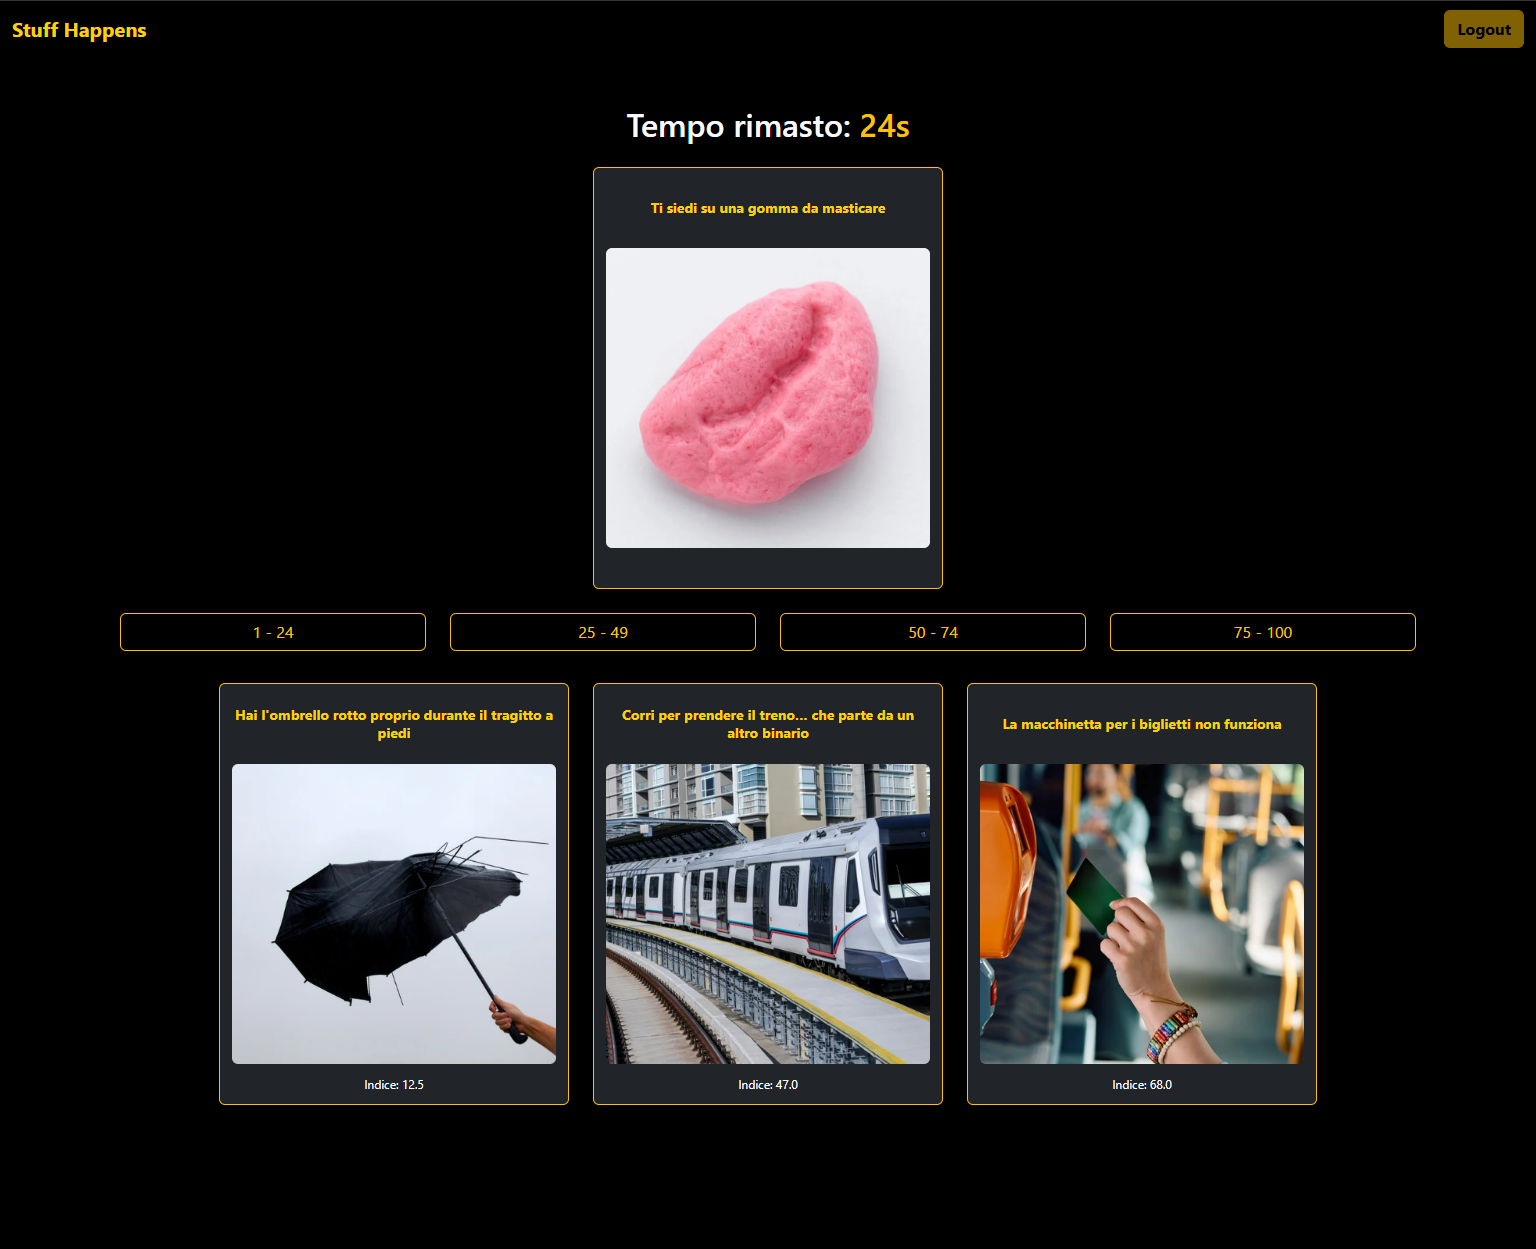 Stuff Happens
Logout
Tempo rimasto: 24s
Ti siedi su una gomma da masticare
1 - 24
25 - 49
50 - 74
75 - 100
Hai l'ombrello rotto proprio durante il tragitto a
piedi
Corri per prendere il treno... che parte da un
altro binario
La macchinetta per i biglietti non funziona
Indice: 12.5
Indice: 47.0
Indice: 68.0